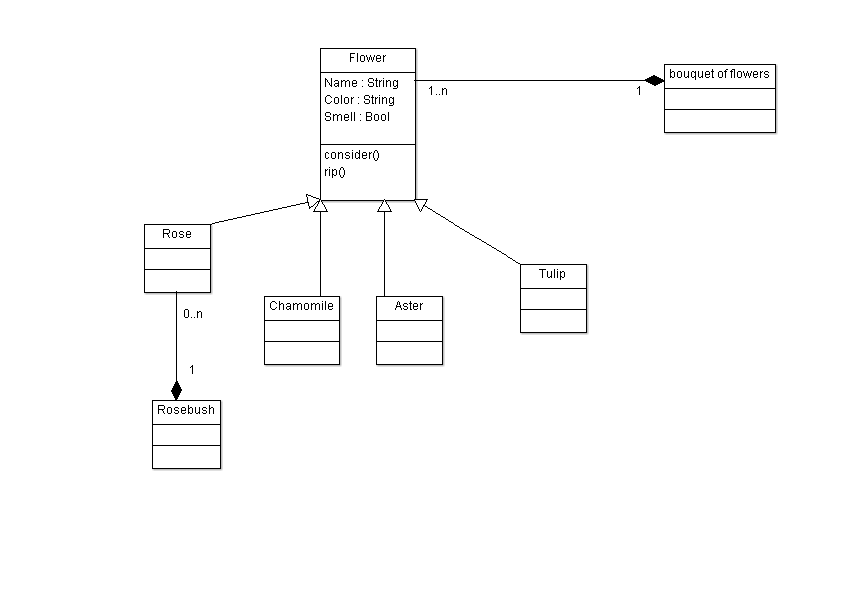 Flower
Name : String
Color : String
Smell : Bool
consider()
rip()
1..n
1
bouquet of flowers
Rose
0..n
1
Rosebush
Chamomile
Aster
Tulip